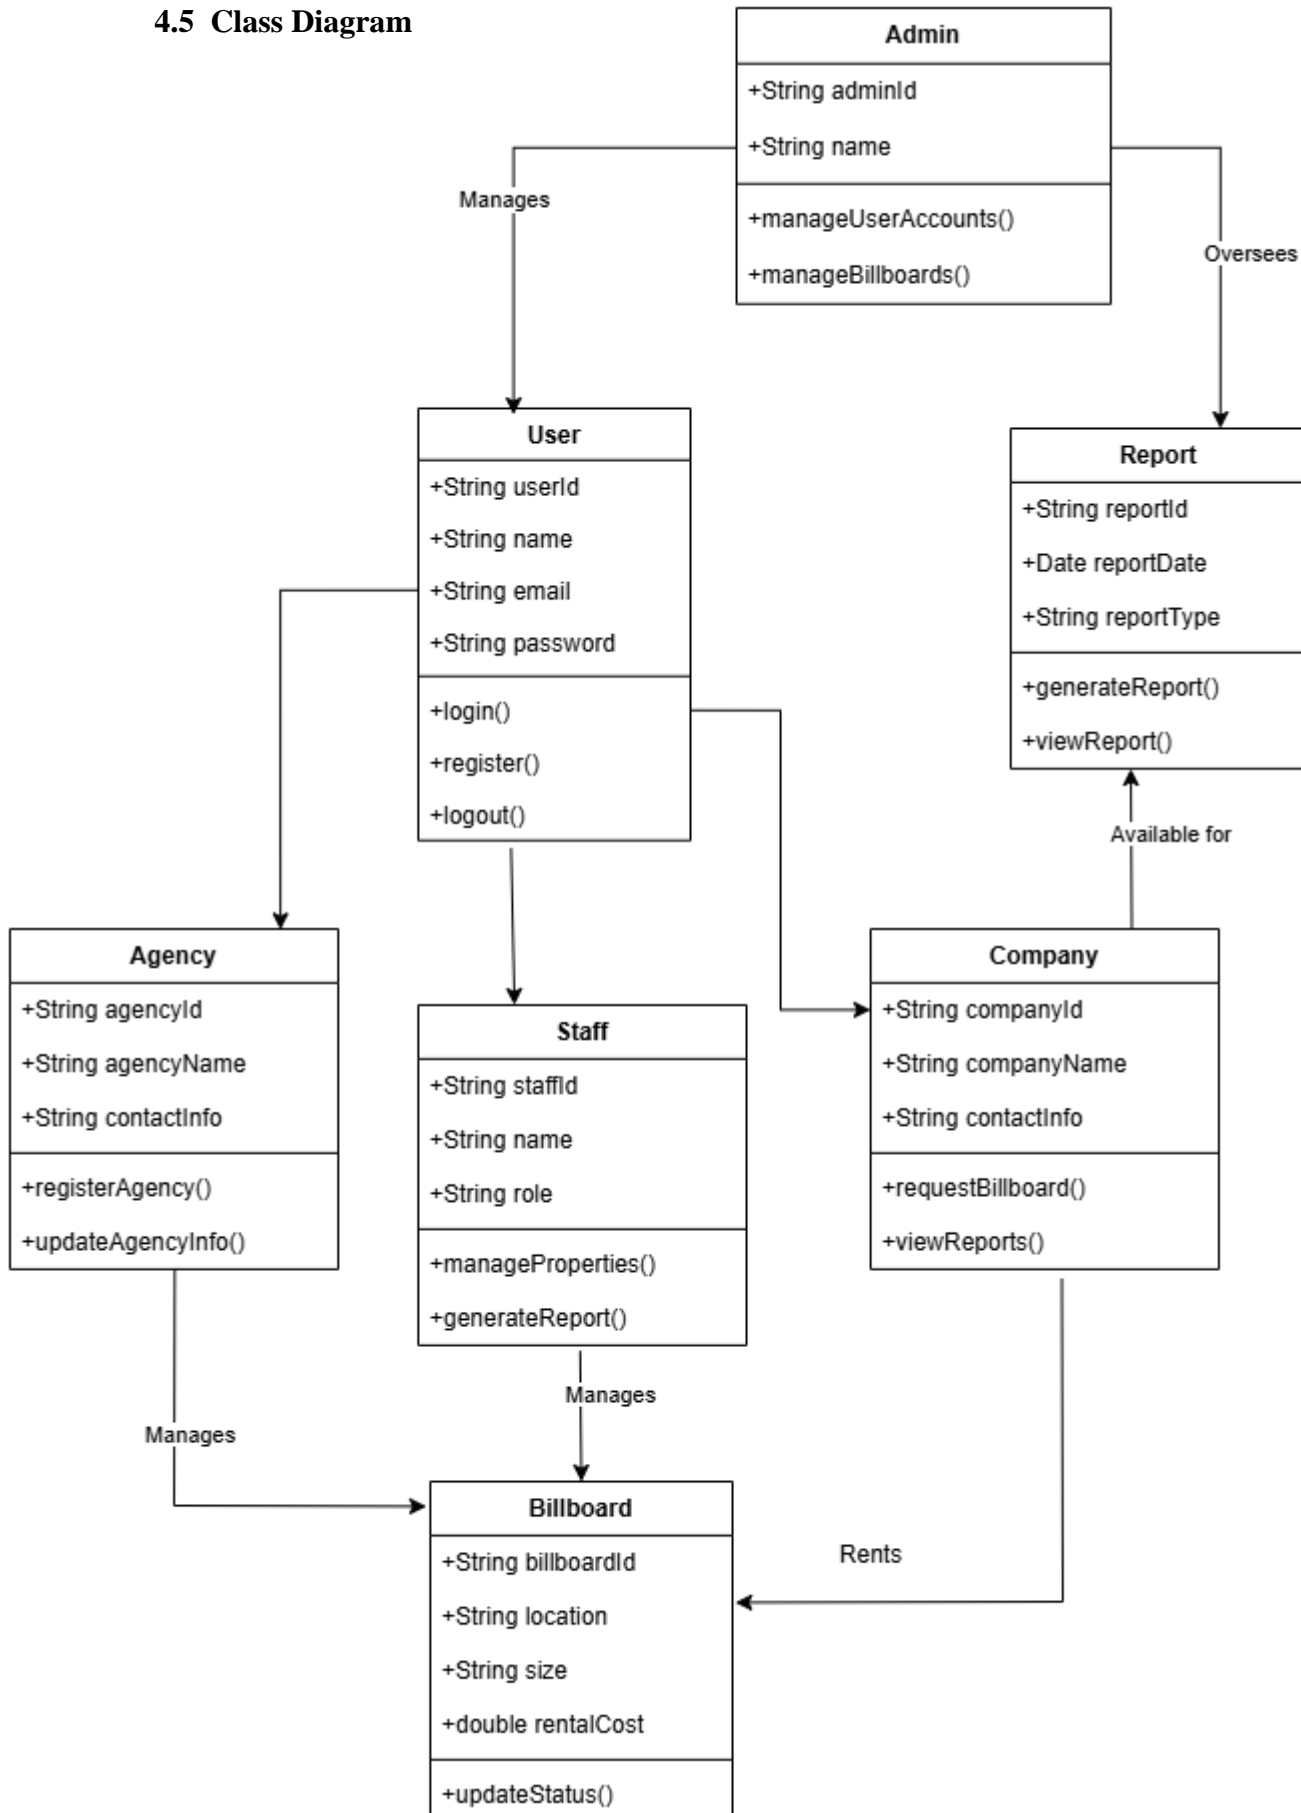 4.5 Class Diagram
Admin
+String adminId
+String name
+manageUserAccounts()
+manageBillboards()
Manages
Oversees
User
+String userId
+String name
+String email
+String password
+login()
+register()
+logout()
Report
+String reportId
+Date reportDate
+String reportType
+generateReport()
+viewReport()
Available for
Agency
+String agencyId
+String agencyName
+String contactInfo
+registerAgency()
+updateAgencyInfo()
Staff
+String staffId
+String name
+String role
+manageProperties()
+generateReport()
Company
+String companyId
+String companyName
+String contactInfo
+requestBillboard()
+viewReports()
Manages
Manages
Rents
Billboard
+String billboardId
+String location
+String size
+double rentalCost
+updateStatus()